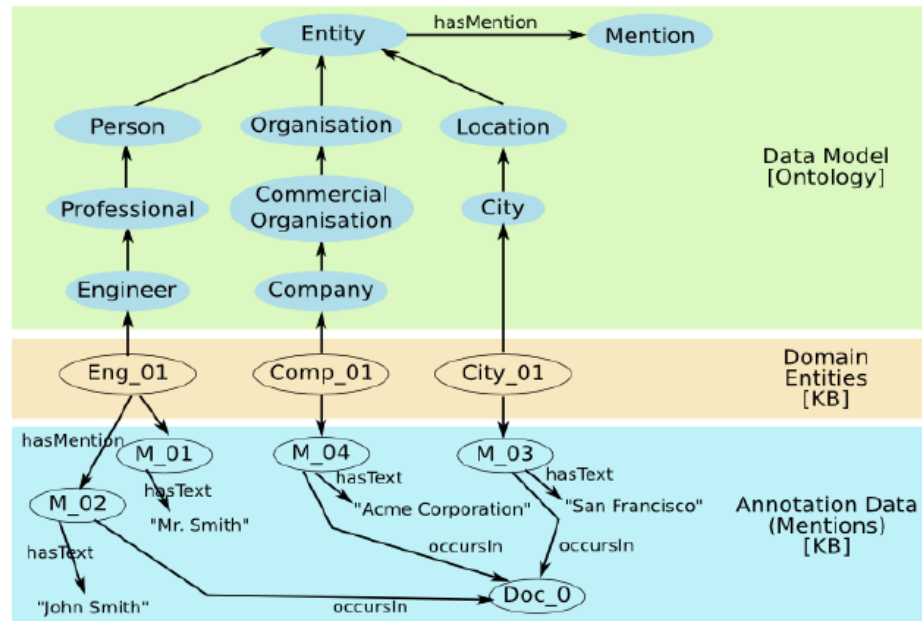 hasMention
Entity
Mention
Person
Organisation
Location
Data Model
[Ontology]
Professional
Commercial
Organisation
City
Engineer
Company
Eng_01
Comp_01
City_01
Domain
Entities
[KB]
hasMention
M_01
M_04
M_03
hasText
hasText
M_02
hasText
"Mr. Smith"
"Acme Corporation"
"San Francisco"
Annotation Data
(Mentions)
[KB]
hasText
occursIn
occursIn
"John Smith"
occursIn
Doc_0